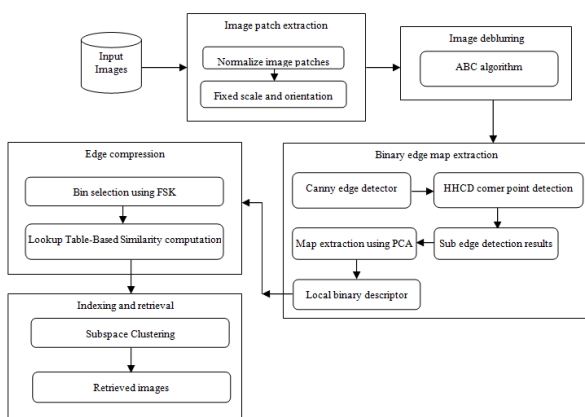 Input
Images
Image patch extraction
Normalize image patches
Fixed scale and orientation
Image deblurring
ABC algorithm
Binary edge map extraction
Canny edge detector
HHCD corner point detection
Sub edge detection results
Map extraction using PCA
Local binary descriptor
Edge compression
Bin selection using FSK
Lookup Table-Based Similarity computation
Indexing and retrieval
Subspace Clustering
Retrieved images